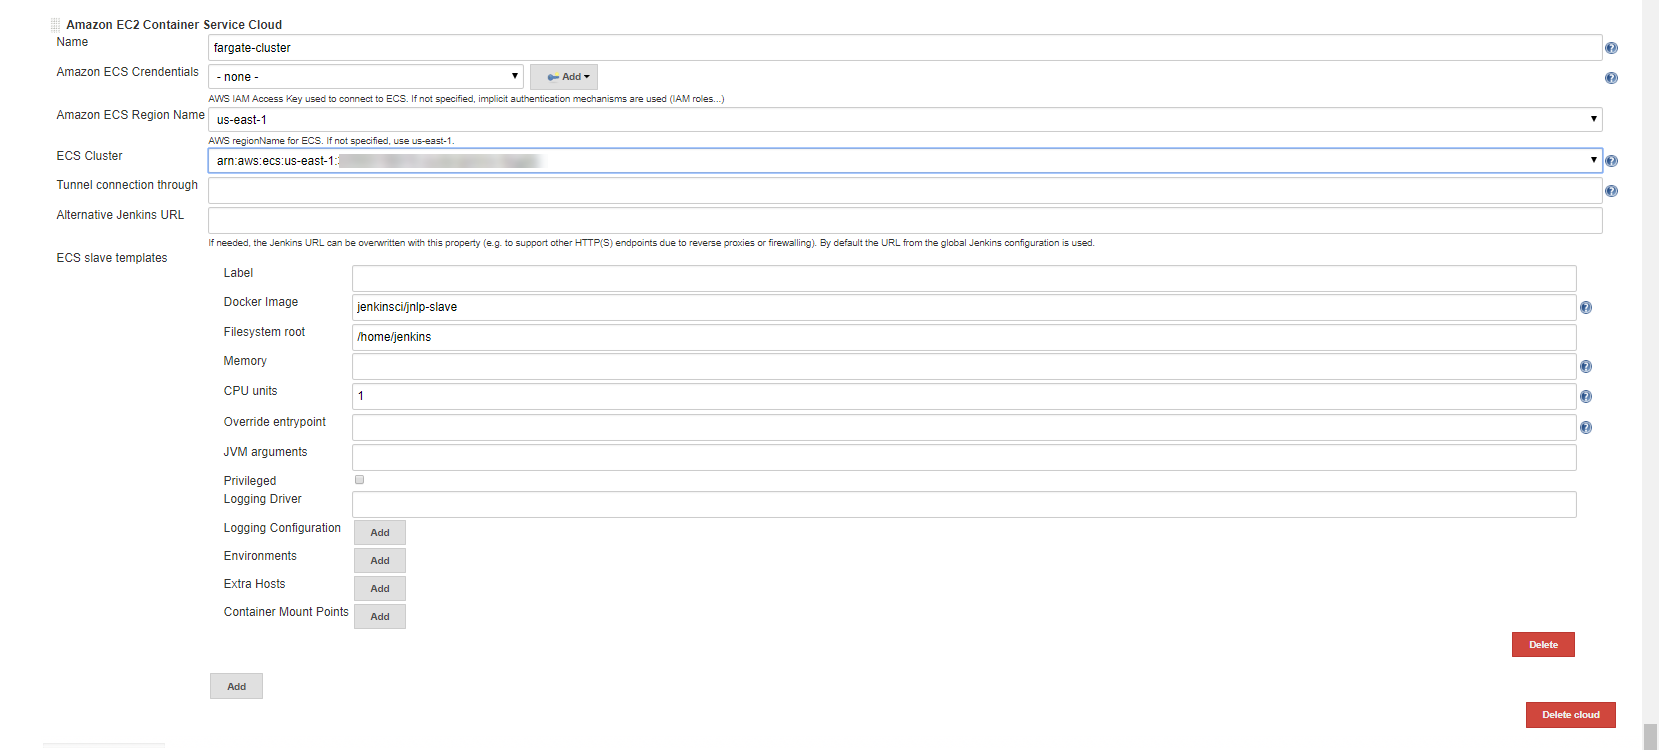 Amazon EC2 Container Service Cloud
Name
fargate-cluster
Amazon ECS Crendentials
- none -
Add
AWS IAM Access Key used to connect to ECS. If not specified, implicit authentication mechanisms are used (IAM roles...)
Amazon ECS Region Name
us-east-1
AWS regionName for ECS. If not specified, use us-east-1.
ECS Cluster
arn:aws:ecs:us-east-1:
Tunnel connection through
Alternative Jenkins URL
If needed, the Jenkins URL can be overwritten with this property (e.g. to support other HTTP(S) endpoints due to reverse proxies or firewalling). By default the URL from the global Jenkins configuration is used.
ECS slave templates
Label
Docker Image
jenkinsci/jnlp-slave
Filesystem root
/home/jenkins
Memory
CPU units
1
Override entrypoint
JVM arguments
Privileged
Logging Driver
Logging Configuration
Add
Environments
Add
Extra Hosts
Add
Container Mount Points
Add
Delete
Add
Delete cloud